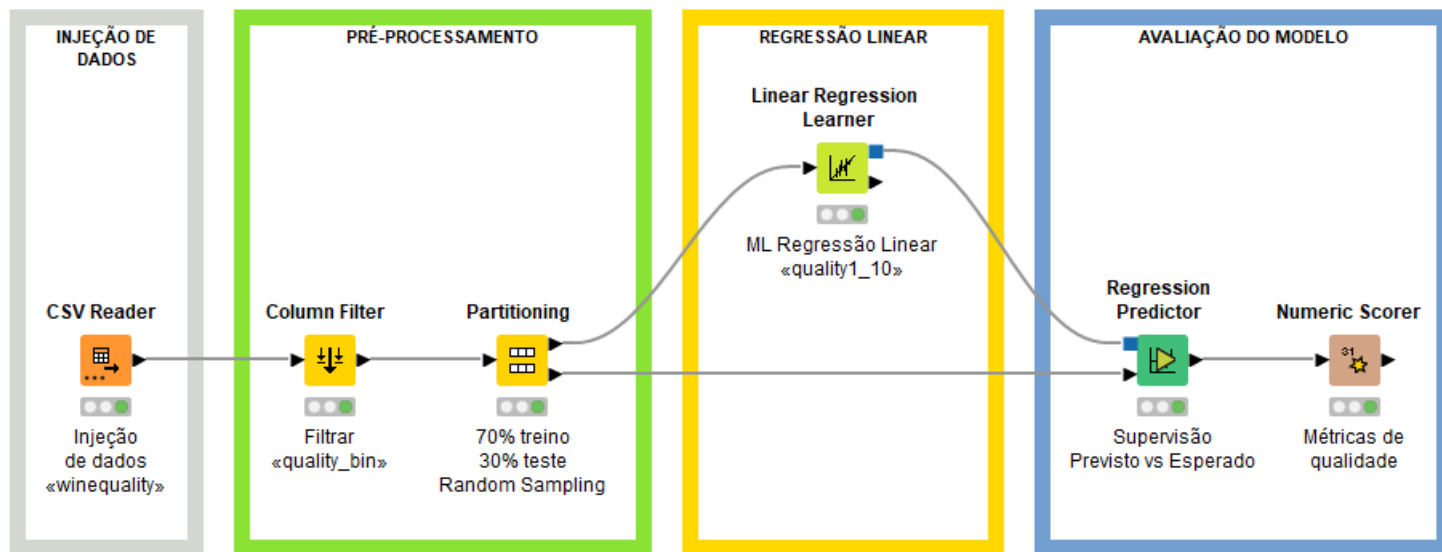 INJEÇÃO DE
DADOS
PRÉ-PROCESSAMENTO
REGRESSÃO LINEAR
AVALIAÇÃO DO MODELO
CSV Reader
Injeção
de dados
«winequality»
Column Filter
Filtrar
«quality_bin»
Partitioning
70% treino
30% teste
Random Sampling
Linear Regression
Learner
ML Regressão Linear
«quality1_10»
Regression
Predictor
Supervisão
Previsto vs Esperado
Numeric Scorer
31
Métricas de
qualidade